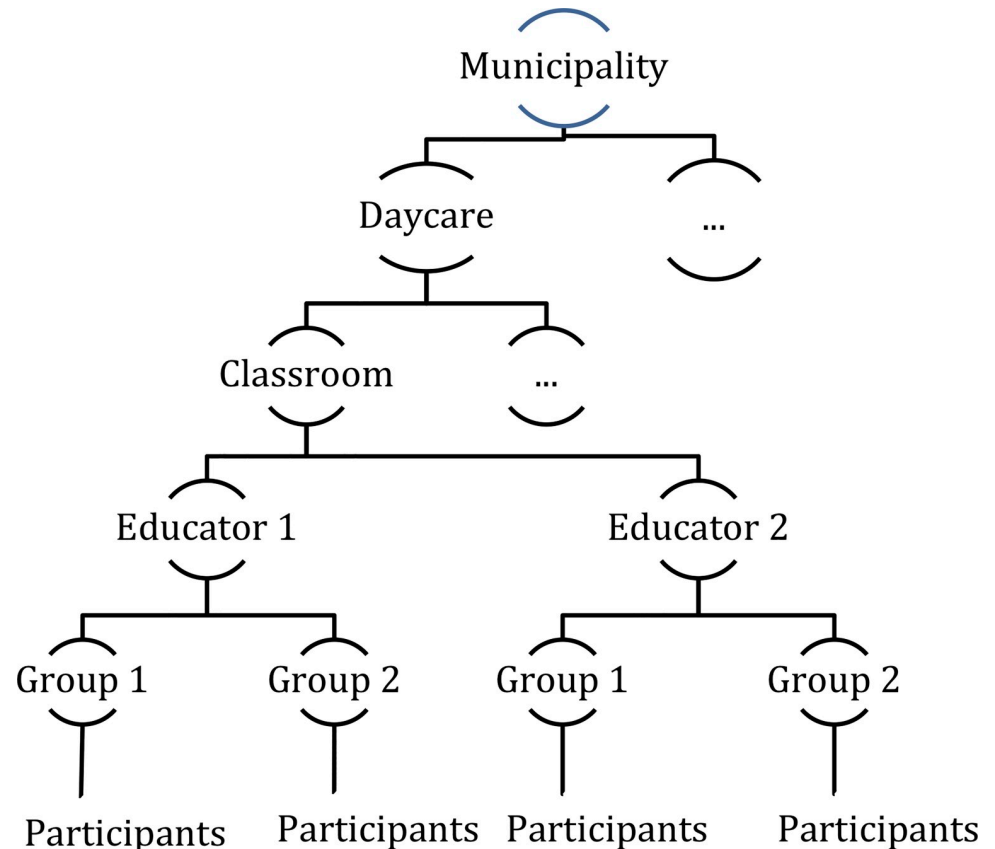 Municipality
Daycare
...
Classroom
...
Educator 1
Educator 2
Group 1
Group 2
Group 1
Group 2
Participants
Participants
Participants
Participants